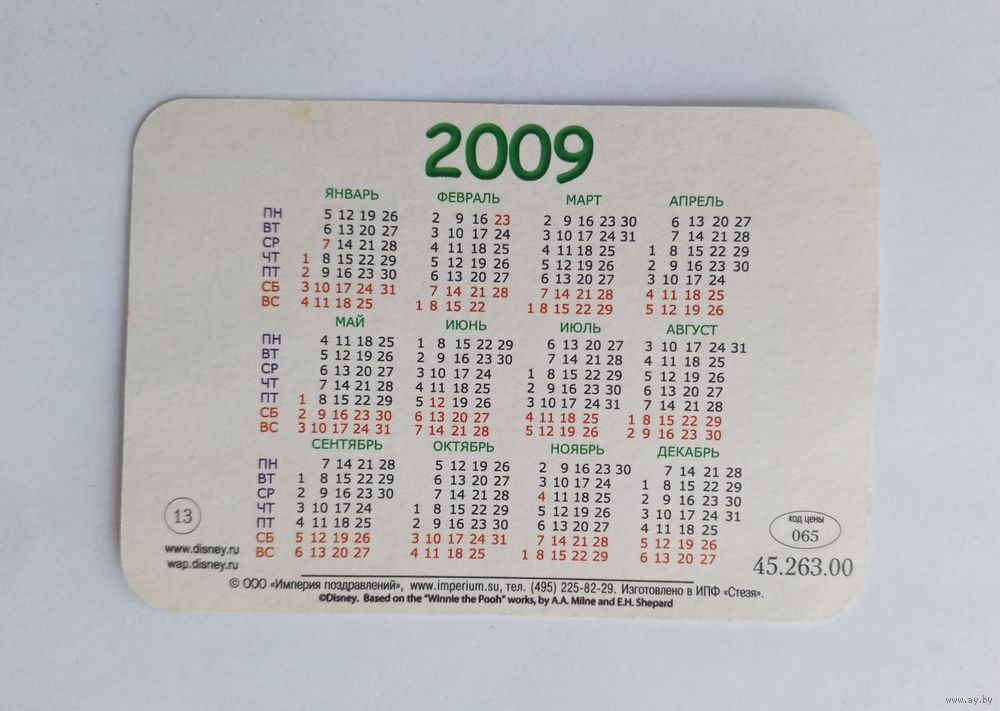 2009
ЯНВАРЬ ФЕВРАЛЬ МАРТ АПРЕЛЬ
ПН 5 12 19 26 2 9 16 23 2 9 16 23 30 6 13 20 27
ВТ 6 13 20 27 3 10 17 24 3 10 17 24 31 7 14 21 28
СР 7 14 21 28 4 11 18 25 4 11 18 25 1 8 15 22 29
ЧТ 1 8 15 22 29 5 12 19 26 5 12 19 26 2 9 16 23 30
ПТ 2 9 16 23 30 6 13 20 27 6 13 20 27 3 10 17 24
СБ 3 10 17 24 31 7 14 21 28 7 14 21 28 4 11 18 25
ВС 4 11 18 25 1 8 15 22 1 8 15 22 29 5 12 19 26
МАЙ ИЮНЬ ИЮЛЬ АВГУСТ
ПН 4 11 18 25 1 8 15 22 29 6 13 20 27 3 10 17 24 31
ВТ 5 12 19 26 2 9 16 23 30 7 14 21 28 4 11 18 25
СР 6 13 20 27 3 10 17 24 1 8 15 22 29 5 12 19 26
ЧТ 7 14 21 28 4 11 18 25 2 9 16 23 30 6 13 20 27
ПТ 1 8 15 22 29 5 12 19 26 3 10 17 24 31 7 14 21 28
СБ 2 9 16 23 30 6 13 20 27 4 11 18 25 1 8 15 22 29
ВС 3 10 17 24 31 7 14 21 28 5 12 19 26 2 9 16 23 30
СЕНТЯБРЬ ОКТЯБРЬ НОЯБРЬ ДЕКАБРЬ
ПН 7 14 21 28 5 12 19 26 2 9 16 23 30 7 14 21 28
ВТ 1 8 15 22 29 6 13 20 27 3 10 17 24 1 8 15 22 29
СР 2 9 16 23 30 7 14 21 28 4 11 18 25 2 9 16 23 30
ЧТ 3 10 17 24 1 8 15 22 29 5 12 19 26 3 10 17 24 31
ПТ 4 11 18 25 2 9 16 23 30 6 13 20 27 4 11 18 25
СБ 5 12 19 26 3 10 17 24 31 7 14 21 28 5 12 19 26
ВС 6 13 20 27 4 11 18 25 1 8 15 22 29 6 13 20 27
13
www.disney.ru
wap.disney.ru
код цены
065
45.263.00
© ООО «Империя поздравлений», www.imperium.su, тел. (495) 225-82-29. Изготовлено в ИПФ «Стезя».
©Disney. Based on the "Winnie the Pooh" works, by A.A. Milne and E.H. Shepard
www.ay.by